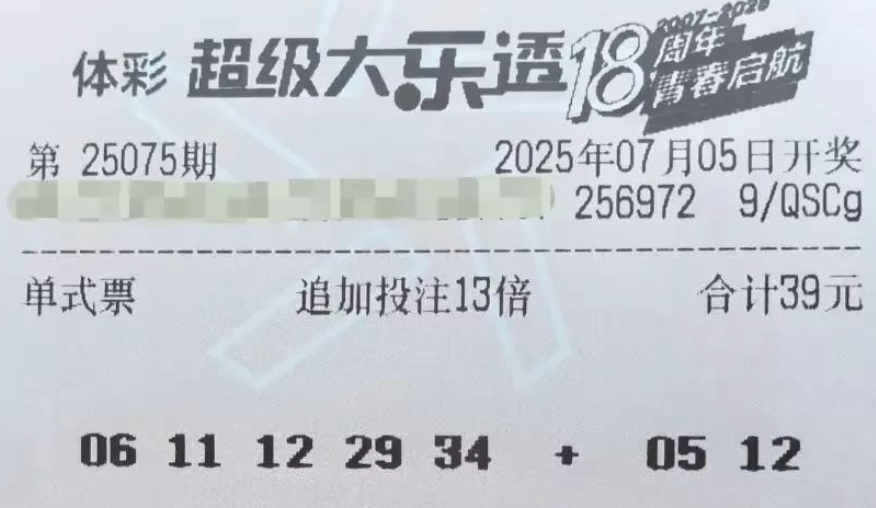 体彩 超级大乐透 18周年 2007-2025 青春启航
第 25075期 2025年07月05日开奖
256972 9/QSCg
单式票 追加投注13倍 合计39元
06 11 12 29 34 + 05 12